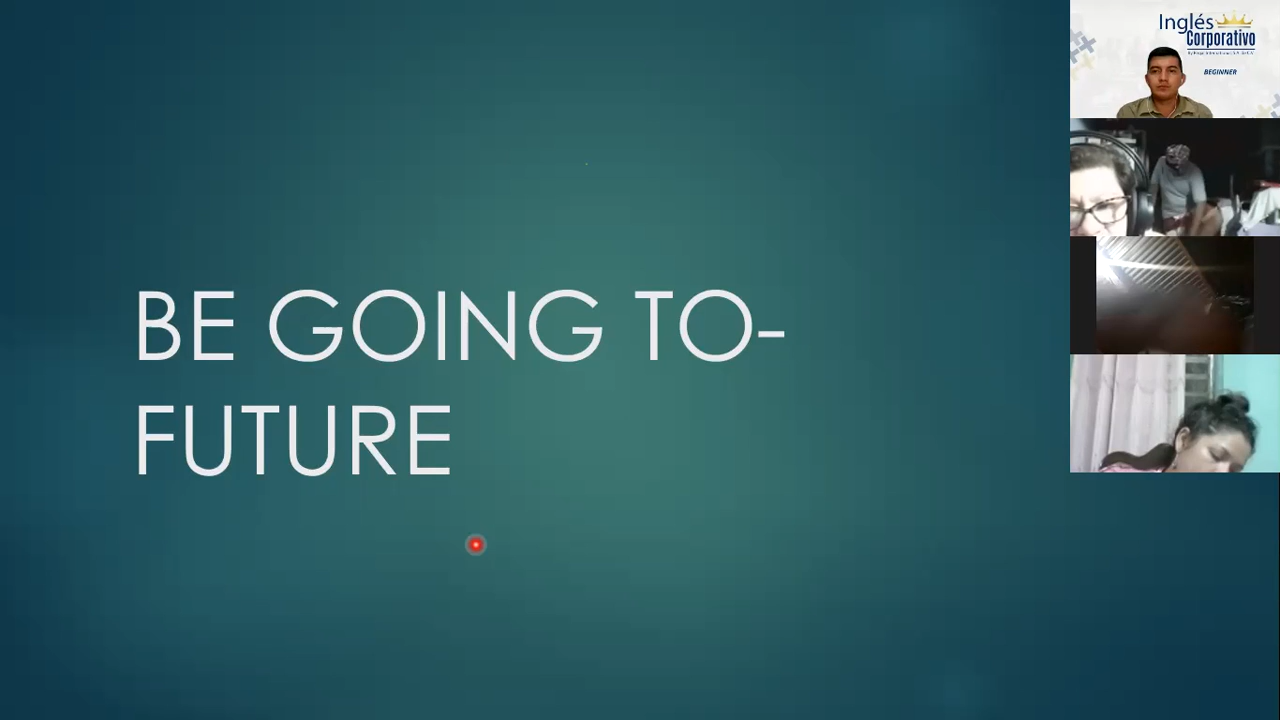 BE GOING TO-
FUTURE
Inglés
Corporativo
BEGINNER